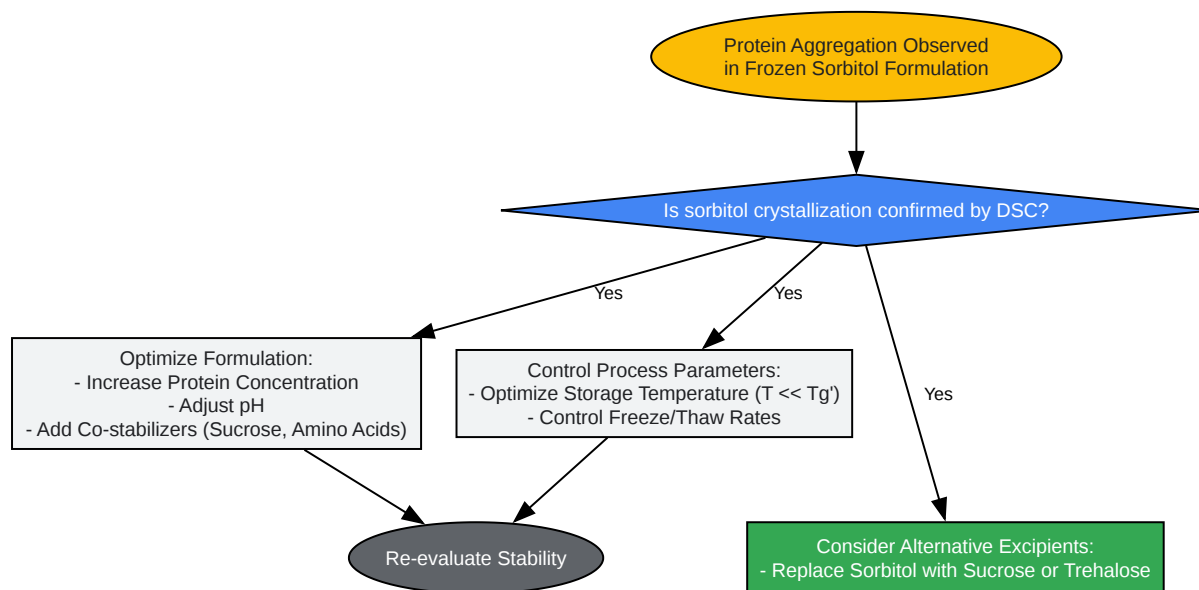 Protein Aggregation Observed
in Frozen Sorbitol Formulation
Is sorbitol crystallization confirmed by DSC?
Yes
Yes
Yes
Optimize Formulation:
- Increase Protein Concentration
- Adjust pH
- Add Co-stabilizers (Sucrose, Amino Acids)
Control Process Parameters:
- Optimize Storage Temperature (T << Tg')
- Control Freeze/Thaw Rates
Re-evaluate Stability
Consider Alternative Excipients:
- Replace Sorbitol with Sucrose or Trehalose